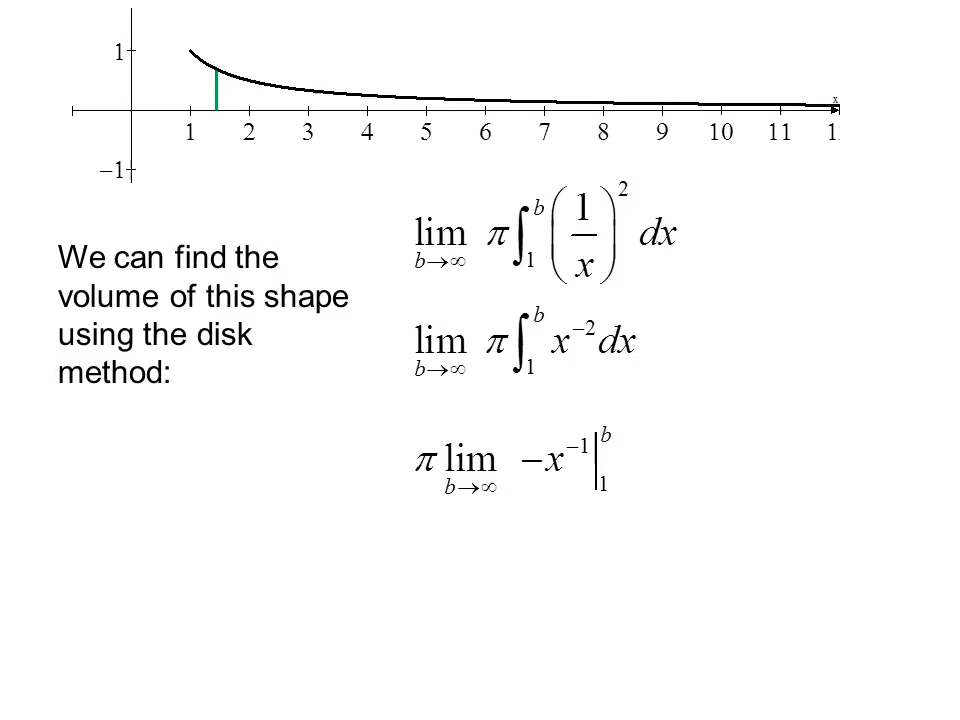 1
x
1 2 3 4 5 6 7 8 9 10 11
−1
We can find the
volume of this shape
using the disk
method:
lim b→∞ π ∫₁ᵇ (1/x)² dx
lim b→∞ π ∫₁ᵇ x⁻² dx
π lim b→∞ −x⁻¹ |₁ᵇ